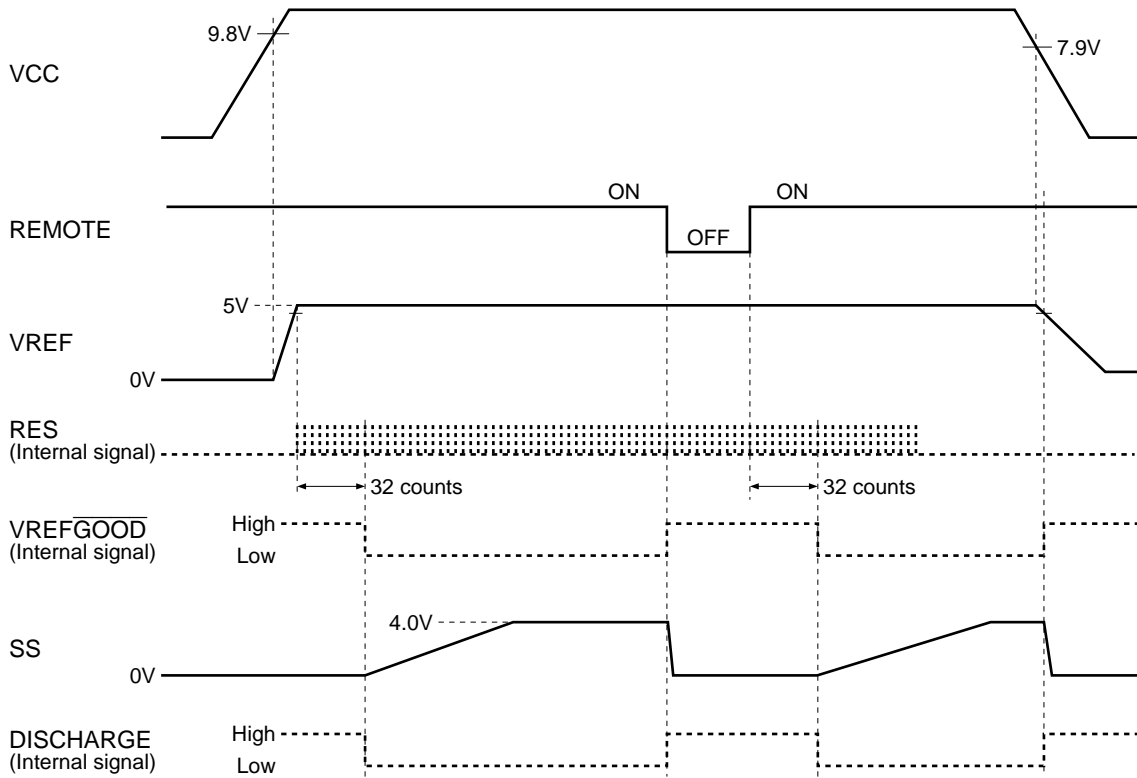 9.8V
7.9V
VCC
ON
ON
REMOTE
OFF
5V
VREF
0V
RES
(Internal signal)
32 counts
32 counts
VREFGOOD
(Internal signal)
High
Low
4.0V
SS
0V
DISCHARGE
(Internal signal)
High
Low